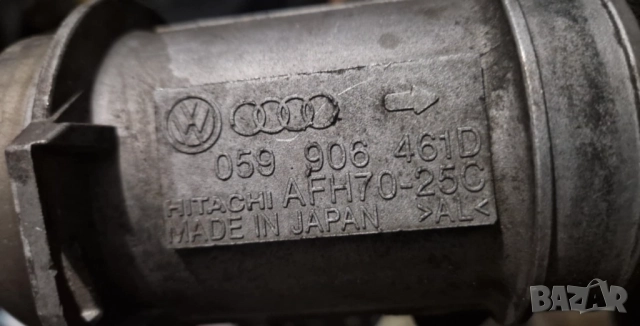 059 906 461D
HITACHI AFH70-25C
MADE IN JAPAN >AL<
BAZAR